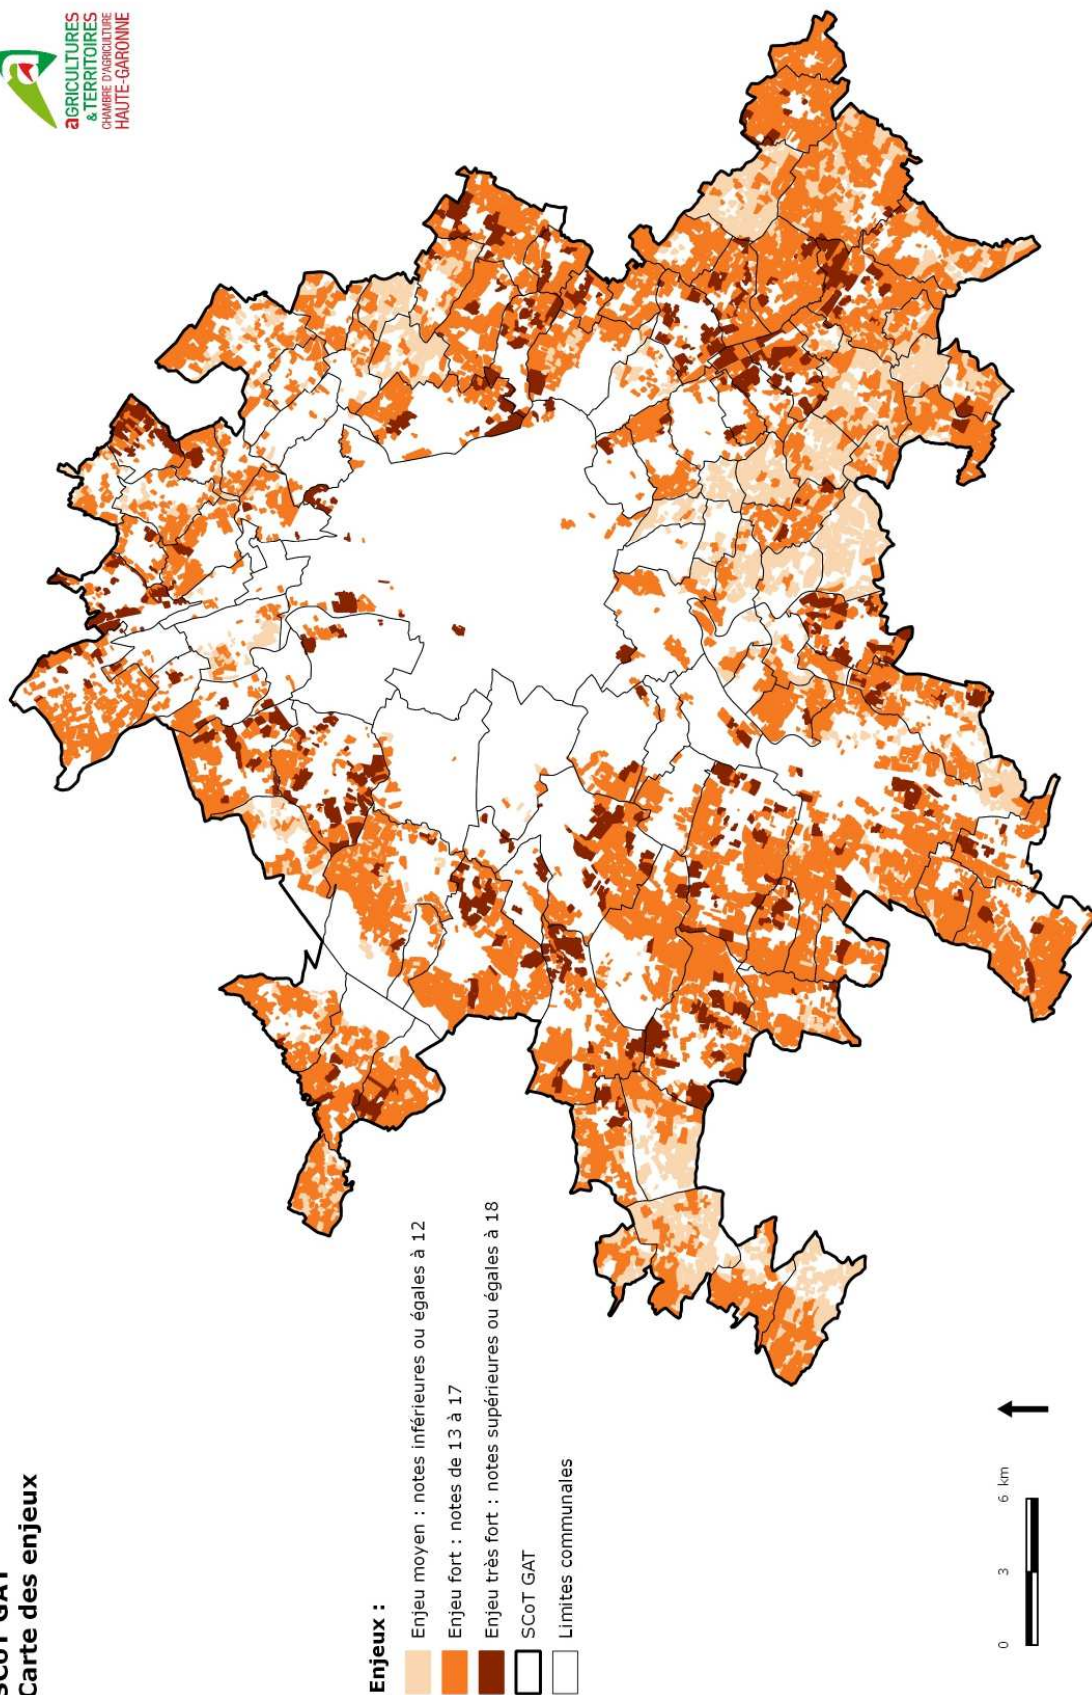 SCoT GAT
Carte des enjeux
aGRICULTURES
& TERRITOIRES
CHAMBRE D'AGRICULTURE
HAUTE-GARONNE
Enjeux :
Enjeu moyen : notes inférieures ou égales à 12
Enjeu fort : notes de 13 à 17
Enjeu très fort : notes supérieures ou égales à 18
SCoT GAT
Limites communales
0 3 6 km